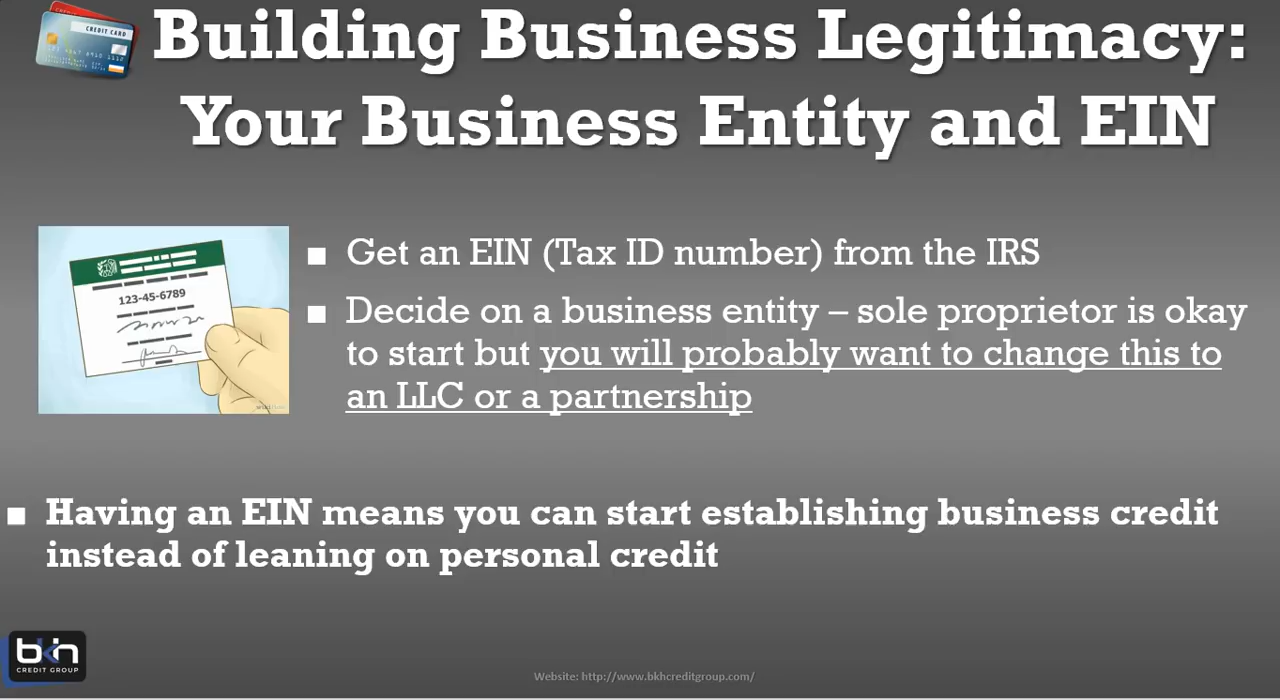 CREDIT CARD
Building Business Legitimacy:
Your Business Entity and EIN
123-45-6789
■ Get an EIN (Tax ID number) from the IRS
■ Decide on a business entity – sole proprietor is okay
to start but you will probably want to change this to
an LLC or a partnership
■ Having an EIN means you can start establishing business credit
instead of leaning on personal credit
bkh
CREDIT GROUP
Website: http://www.bkhcreditgroup.com/